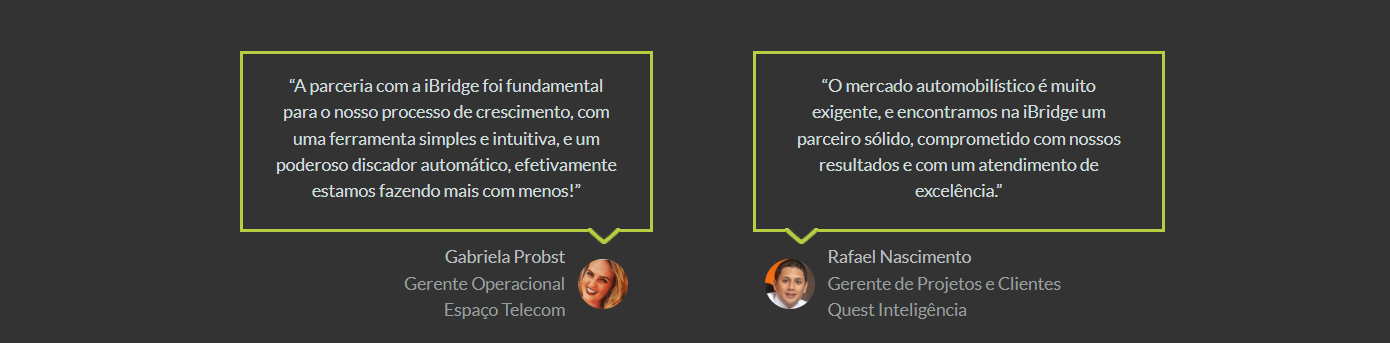 “A parceria com a iBridge foi fundamental
para o nosso processo de crescimento, com
uma ferramenta simples e intuitiva, e um
poderoso discador automático, efetivamente
estamos fazendo mais com menos!”
Gabriela Probst
Gerente Operacional
Espaço Telecom
“O mercado automobilístico é muito
exigente, e encontramos na iBridge um
parceiro sólido, comprometido com nossos
resultados e com um atendimento de
excelência.”
Rafael Nascimento
Gerente de Projetos e Clientes
Quest Inteligência